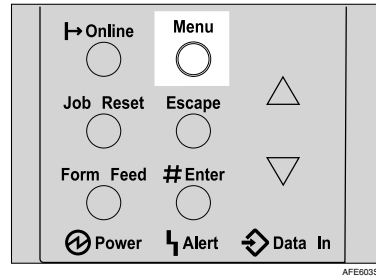 Online Menu
Job Reset Escape
Form Feed # Enter
Power Alert Data In
AFE603S